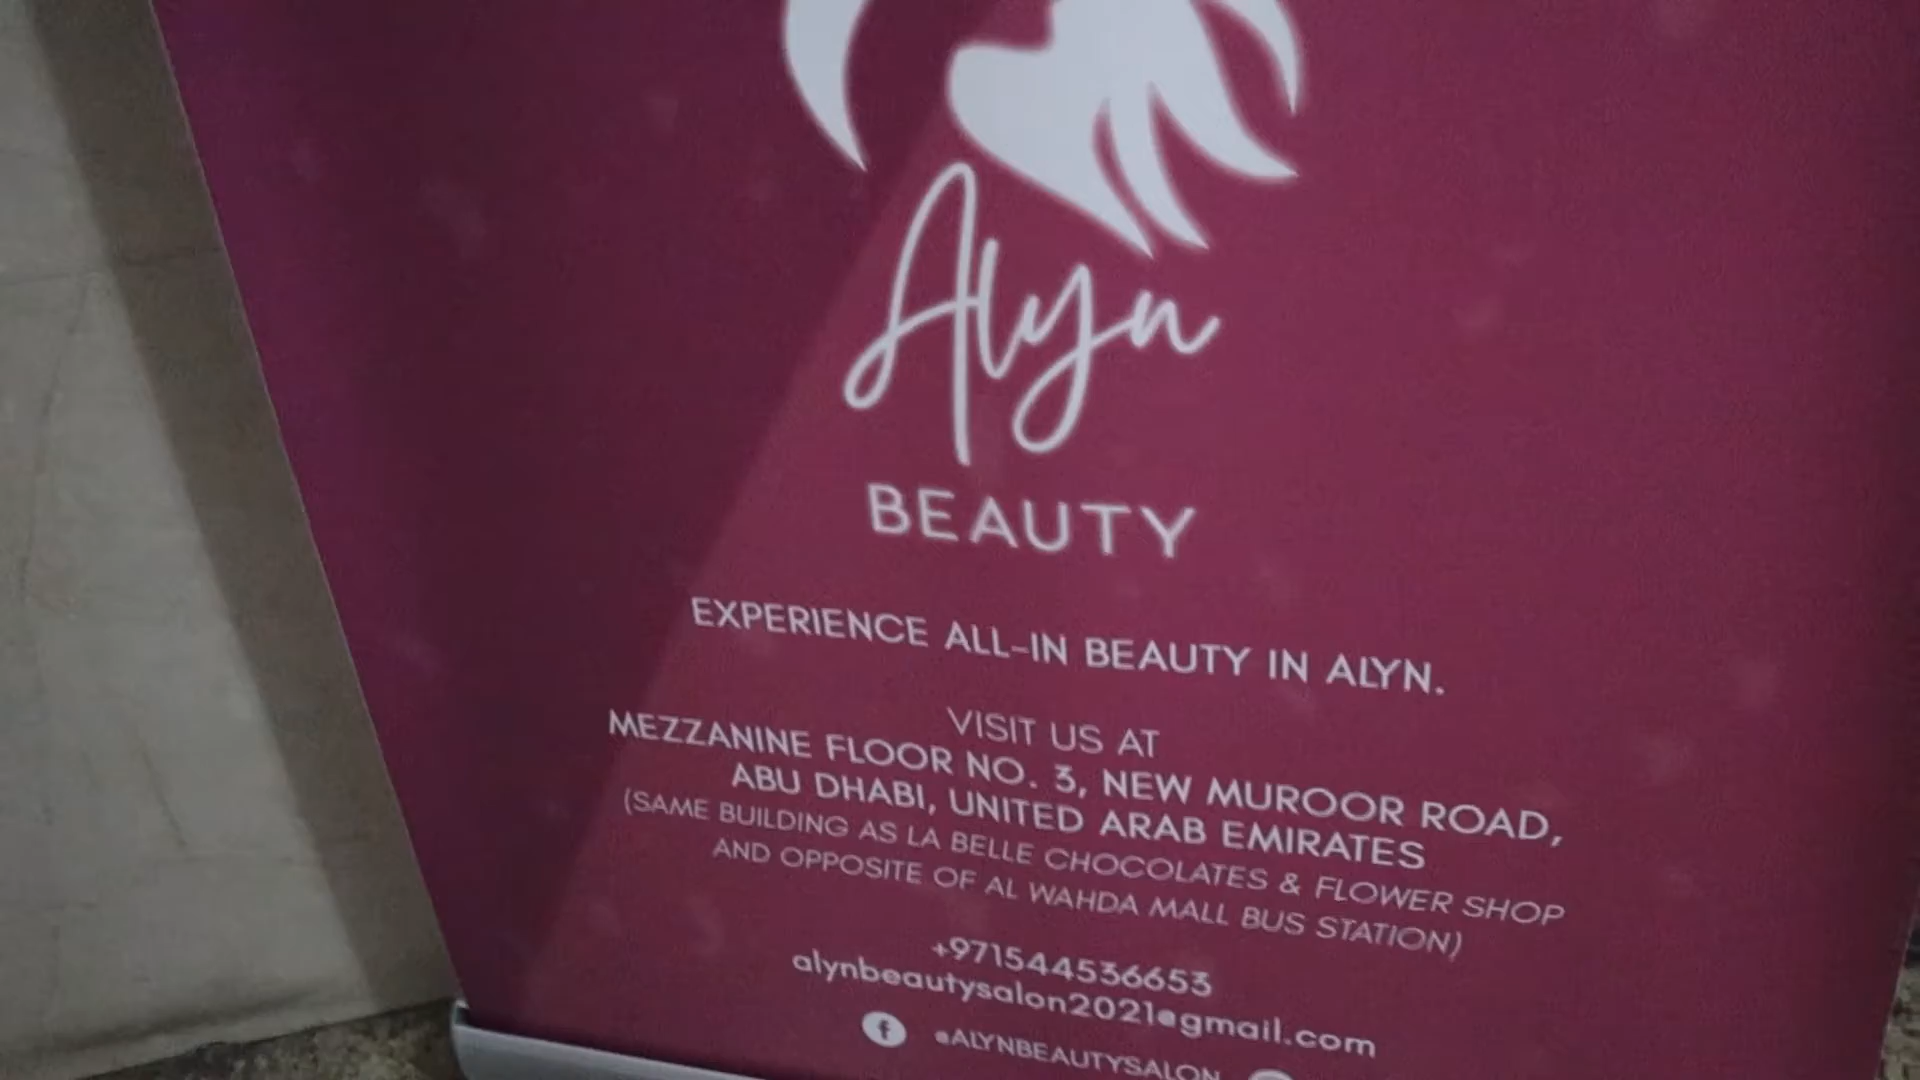 Alyn
BEAUTY
EXPERIENCE ALL-IN BEAUTY IN ALYN.
VISIT US AT
MEZZANINE FLOOR NO. 3, NEW MUROOR ROAD,
ABU DHABI, UNITED ARAB EMIRATES
(SAME BUILDING AS LA BELLE CHOCOLATES & FLOWER SHOP
AND OPPOSITE OF AL WAHDA MALL BUS STATION)
+971544536653
alynbeautysalon2021@gmail.com
@ALYNBEAUTYSALON